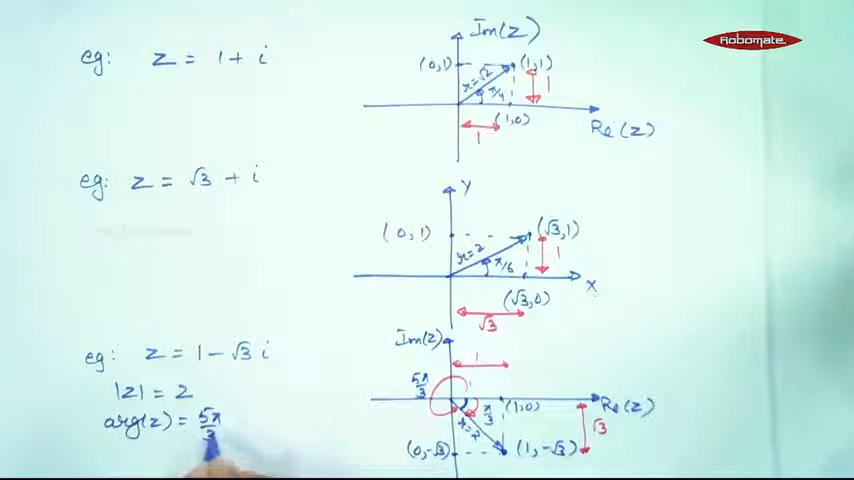 Robomate
eg: z = 1 + i
Im(z)
(0,1)
(1,1)
r=√2
π/4
1
(1,0)
1
Re(z)
eg: z = √3 + i
Y
(0,1)
(√3,1)
r=2
π/6
1
X
(√3,0)
√3
eg: z = 1 - √3 i
|z| = 2
arg(z) = 5π/3
Im(z)
1
5π/3
π/3
(1,0)
Re(z)
r=2
√3
(0,-√3)
(1,-√3)